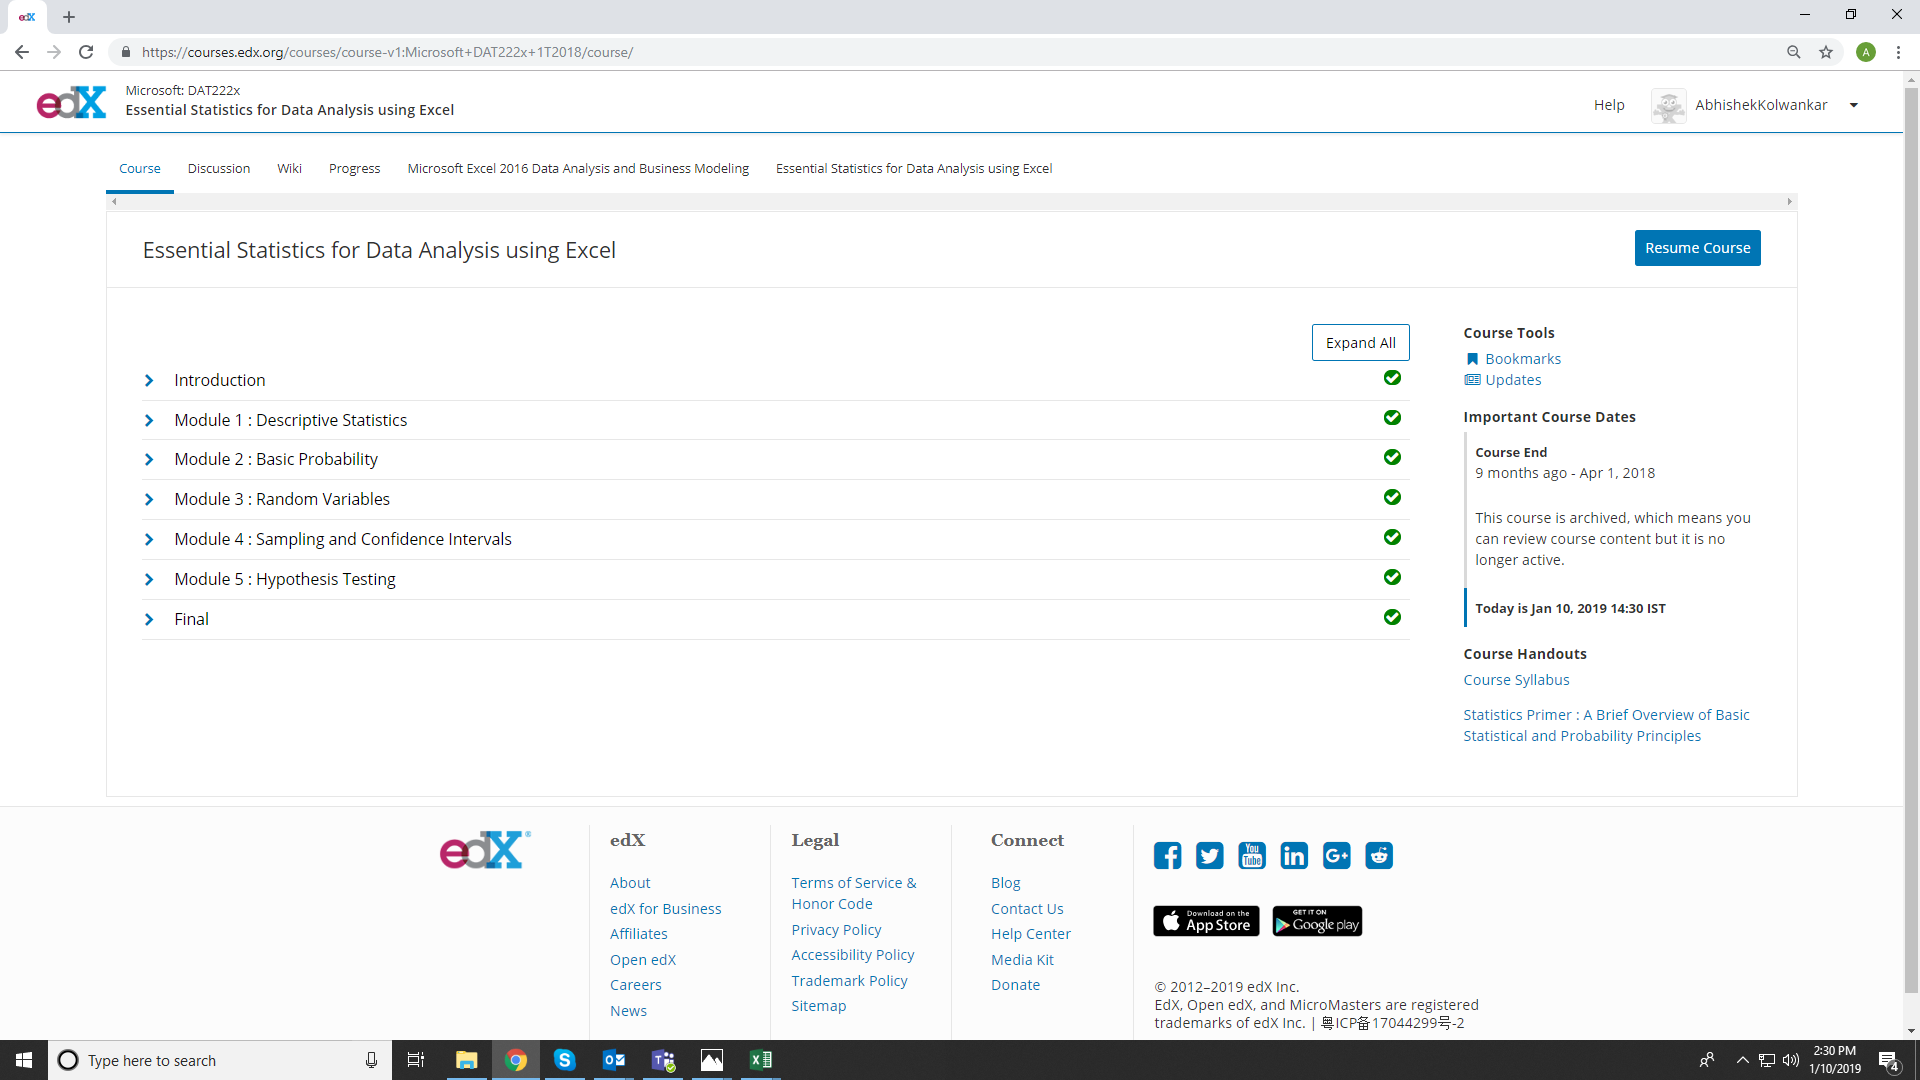 edX
https://courses.edx.org/courses/course-v1:Microsoft+DAT222x+1T2018/course/
A
edX
Microsoft: DAT222x
Essential Statistics for Data Analysis using Excel
Help
AbhishekKolwankar
Course
Discussion
Wiki
Progress
Microsoft Excel 2016 Data Analysis and Business Modeling
Essential Statistics for Data Analysis using Excel
Essential Statistics for Data Analysis using Excel
Resume Course
Expand All
Introduction
Module 1 : Descriptive Statistics
Module 2 : Basic Probability
Module 3 : Random Variables
Module 4 : Sampling and Confidence Intervals
Module 5 : Hypothesis Testing
Final
Course Tools
Bookmarks
Updates
Important Course Dates
Course End
9 months ago - Apr 1, 2018
This course is archived, which means you
can review course content but it is no
longer active.
Today is Jan 10, 2019 14:30 IST
Course Handouts
Course Syllabus
Statistics Primer : A Brief Overview of Basic
Statistical and Probability Principles
edX®
edX
About
edX for Business
Affiliates
Open edX
Careers
News
Legal
Terms of Service &
Honor Code
Privacy Policy
Accessibility Policy
Trademark Policy
Sitemap
Connect
Blog
Contact Us
Help Center
Media Kit
Donate
You
Tube
in
G+
Download on the
App Store
GET IT ON
Google play
© 2012–2019 edX Inc.
EdX, Open edX, and MicroMasters are registered
trademarks of edX Inc. | 粤ICP备17044299号-2
Type here to search
2:30 PM
1/10/2019
4